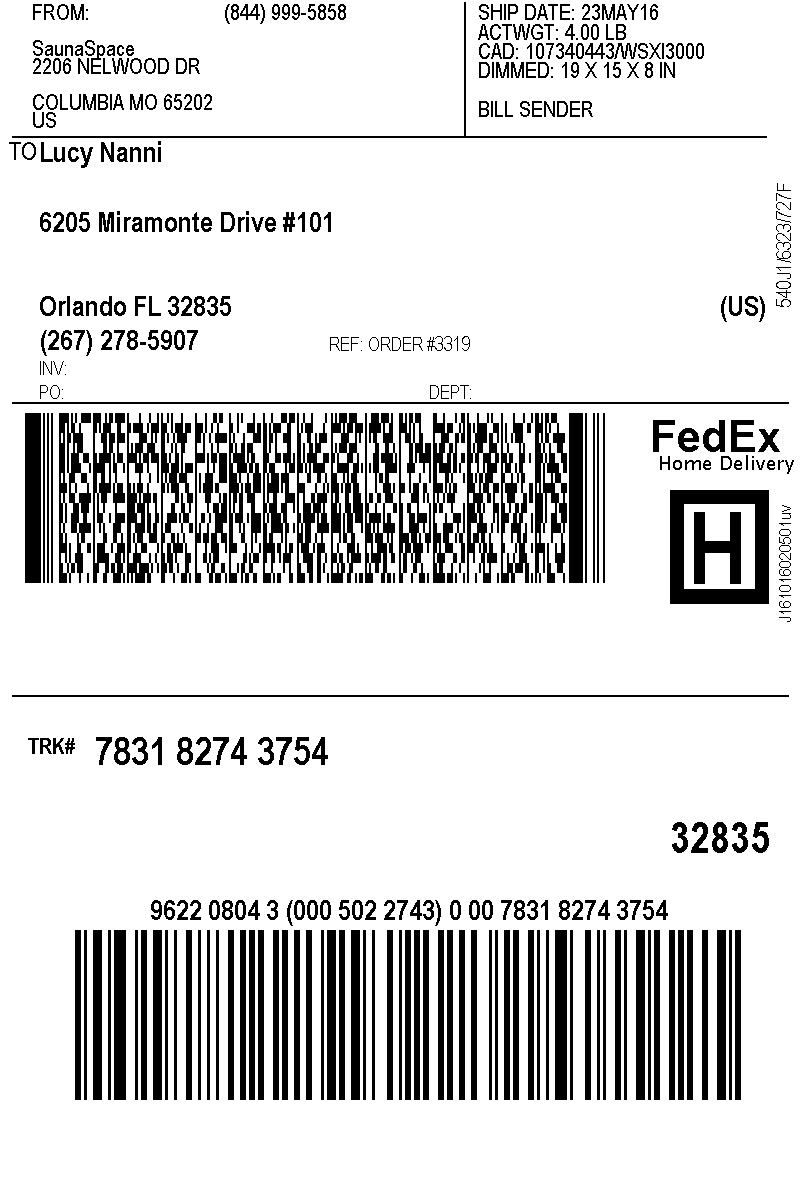 FROM: (844) 999-5858
SaunaSpace
2206 NELWOOD DR
COLUMBIA MO 65202
US
SHIP DATE: 23MAY16
ACTWGT: 4.00 LB
CAD: 107340443/WSXI3000
DIMMED: 19 X 15 X 8 IN
BILL SENDER
TO Lucy Nanni
6205 Miramonte Drive #101
Orlando FL 32835 (US)
(267) 278-5907 REF: ORDER #3319
INV:
PO: DEPT:
540J1/6323/727F
FedEx
Home Delivery
H
J161016020501uv
TRK# 7831 8274 3754
32835
9622 0804 3 (000 502 2743) 0 00 7831 8274 3754